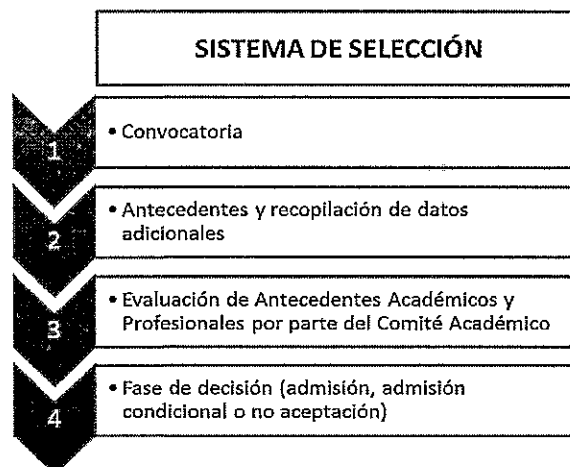 SISTEMA DE SELECCIÓN
1
• Convocatoria
2
• Antecedentes y recopilación de datos
adicionales
3
• Evaluación de Antecedentes Académicos y
Profesionales por parte del Comité Académico
4
• Fase de decisión (admisión, admisión
condicional o no aceptación)